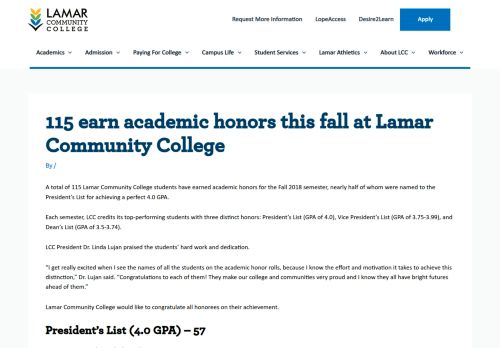 LAMAR
COMMUNITY
COLLEGE
Request More Information LopeAccess Desire2Learn Apply
Academics Admission Paying For College Campus Life Student Services Lamar Athletics About LCC Workforce
115 earn academic honors this fall at Lamar
Community College
By /
A total of 115 Lamar Community College students have earned academic honors for the Fall 2018 semester, nearly half of whom were named to the
President's List for achieving a perfect 4.0 GPA.
Each semester, LCC credits its top-performing students with three distinct honors: President's List (GPA of 4.0), Vice President's List (GPA of 3.75-3.99), and
Dean's List (GPA of 3.5-3.74).
LCC President Dr. Linda Lujan praised the students' hard work and dedication.
"I get really excited when I see the names of all the students on the academic honor rolls, because I know the effort and motivation it takes to achieve this
distinction," Dr. Lujan said. "Congratulations to each of them! They make our college and communities very proud and I know they all have bright futures
ahead of them."
Lamar Community College would like to congratulate all honorees on their achievement.
President's List (4.0 GPA) – 57